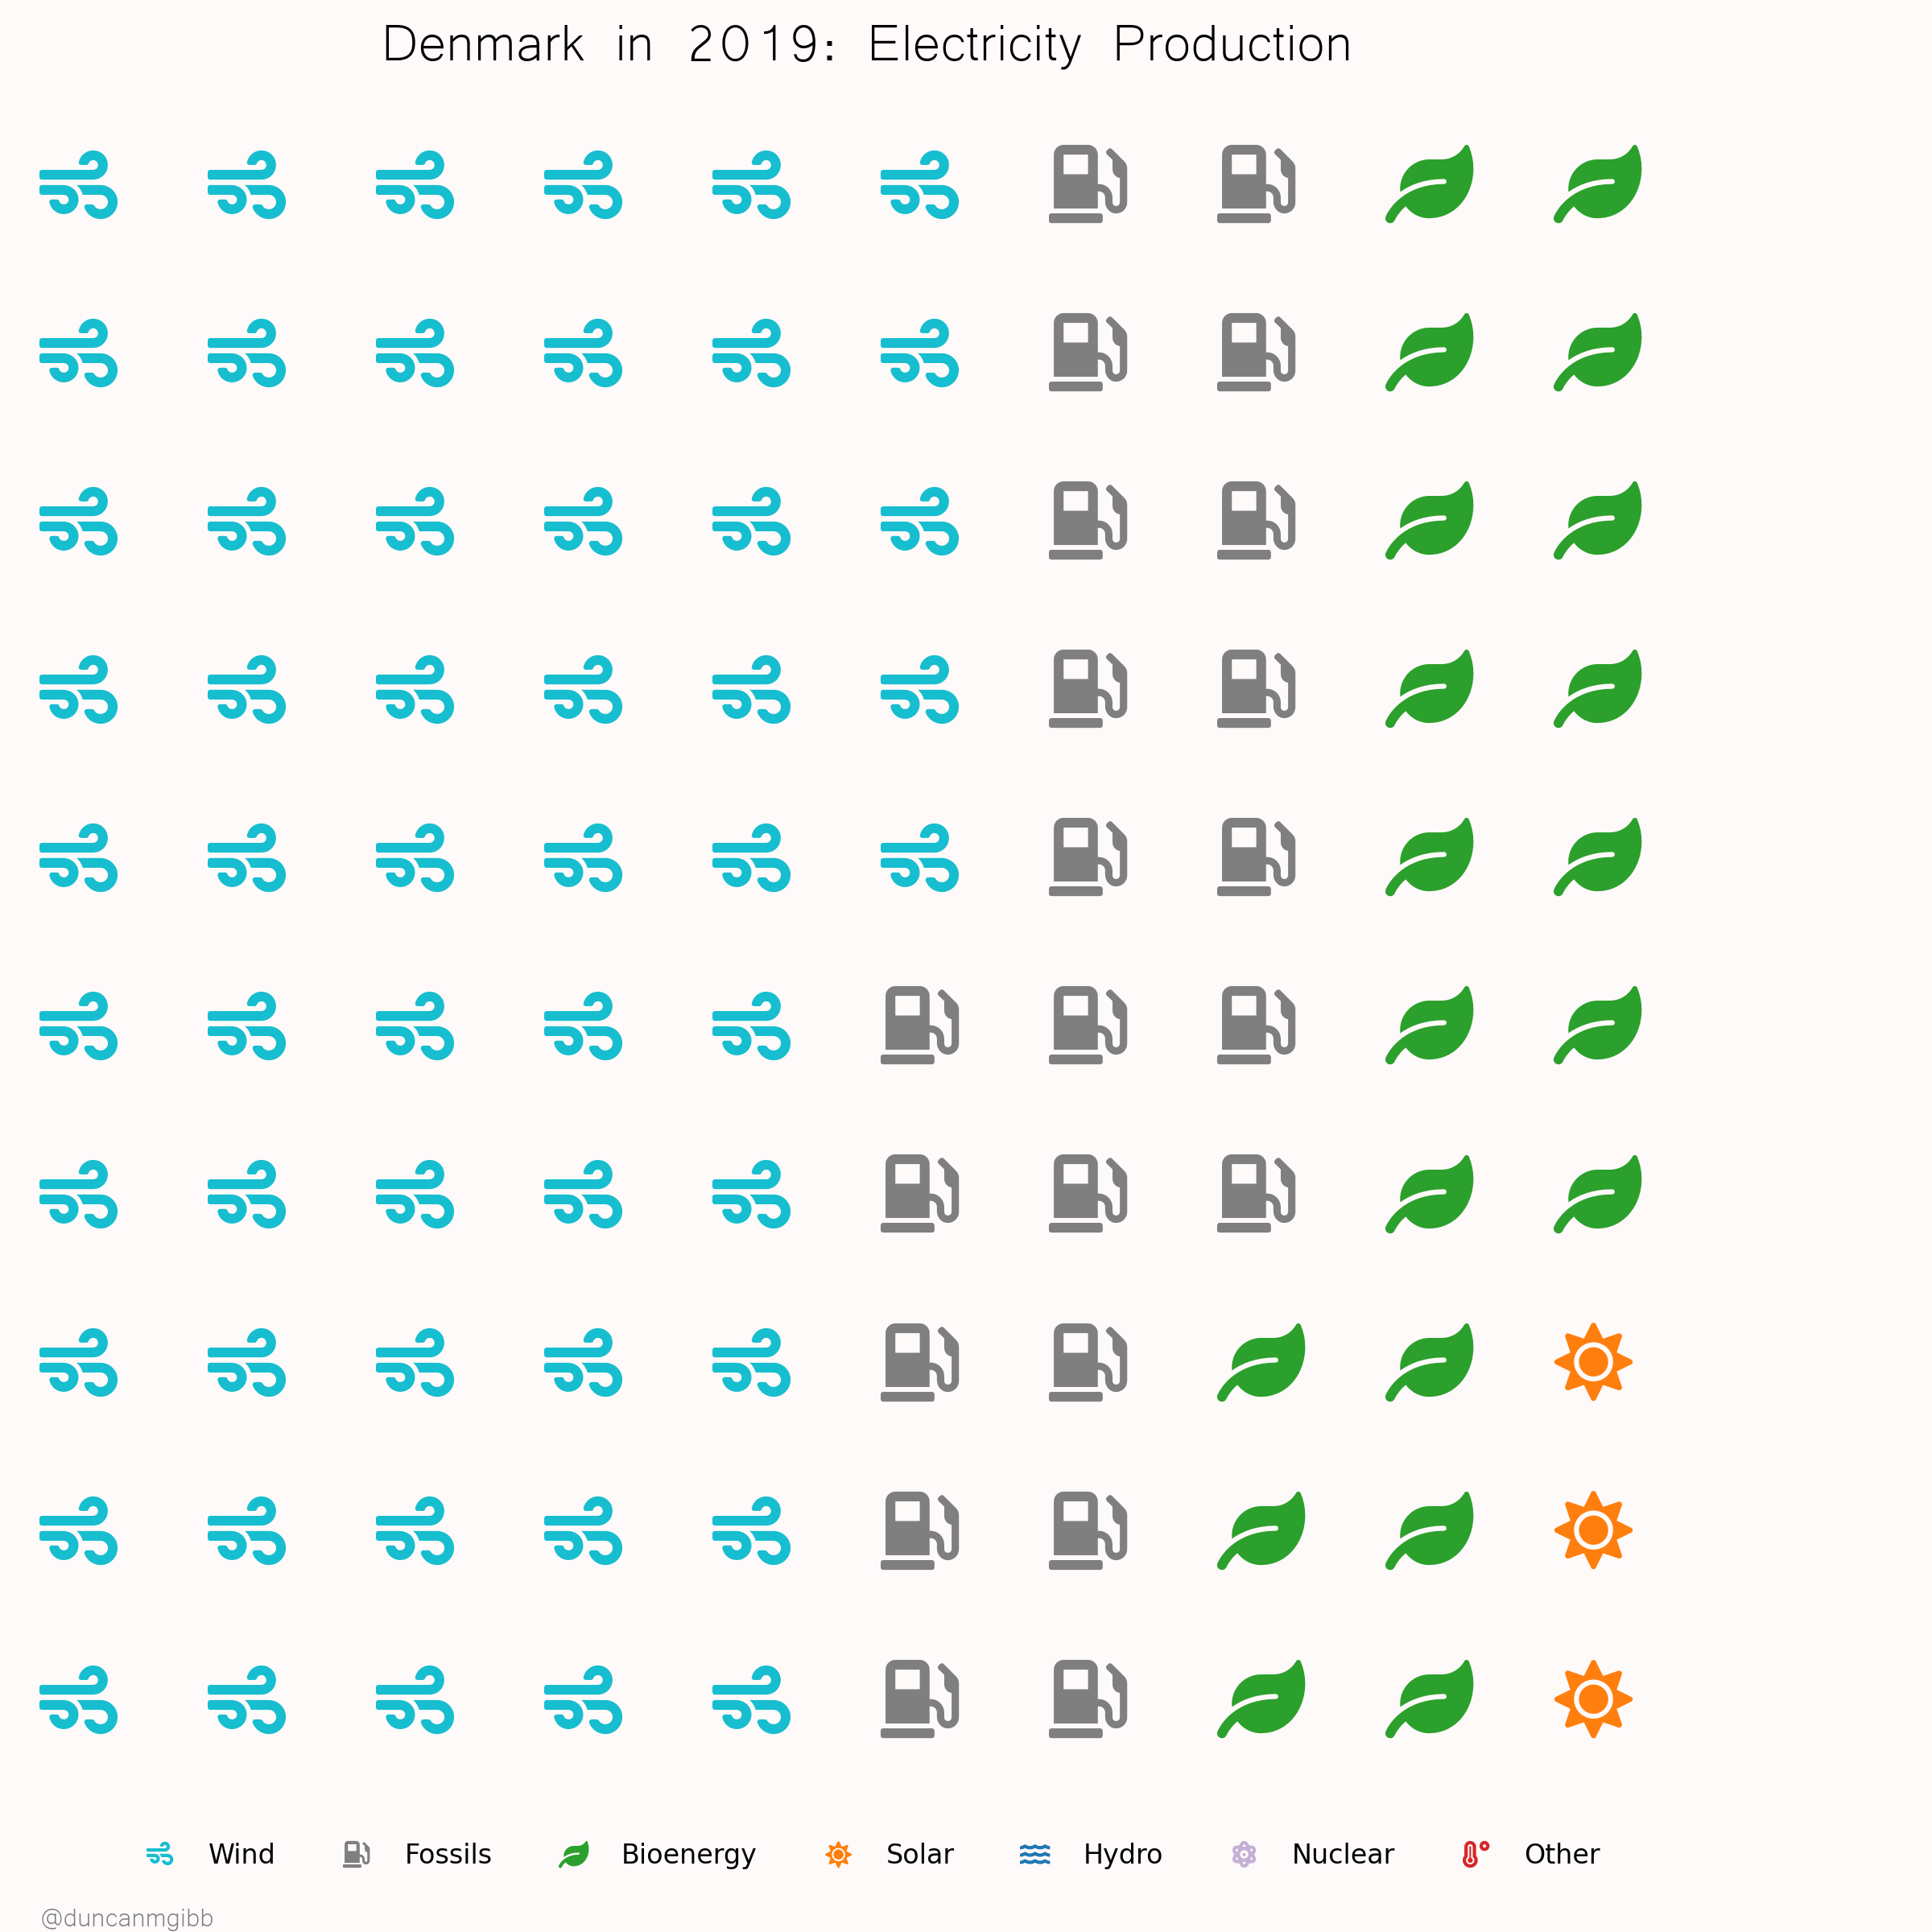 Denmark in 2019: Electricity Production
Wind Fossils Bioenergy Solar Hydro Nuclear Other
@duncanmgibb